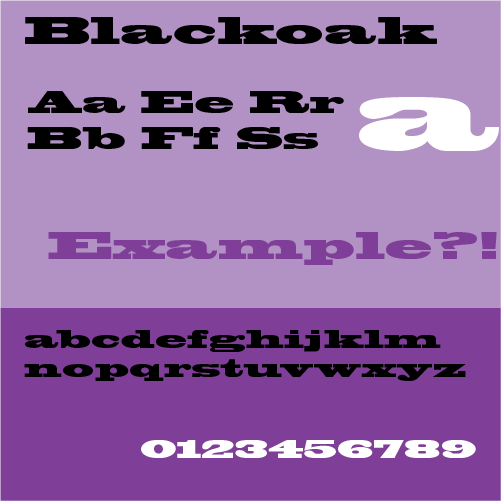 Blackoak
Aa Ee Rr
Bb Ff Ss
a
Example?!
abcdefghijklm
nopqrstuvwxyz
0123456789